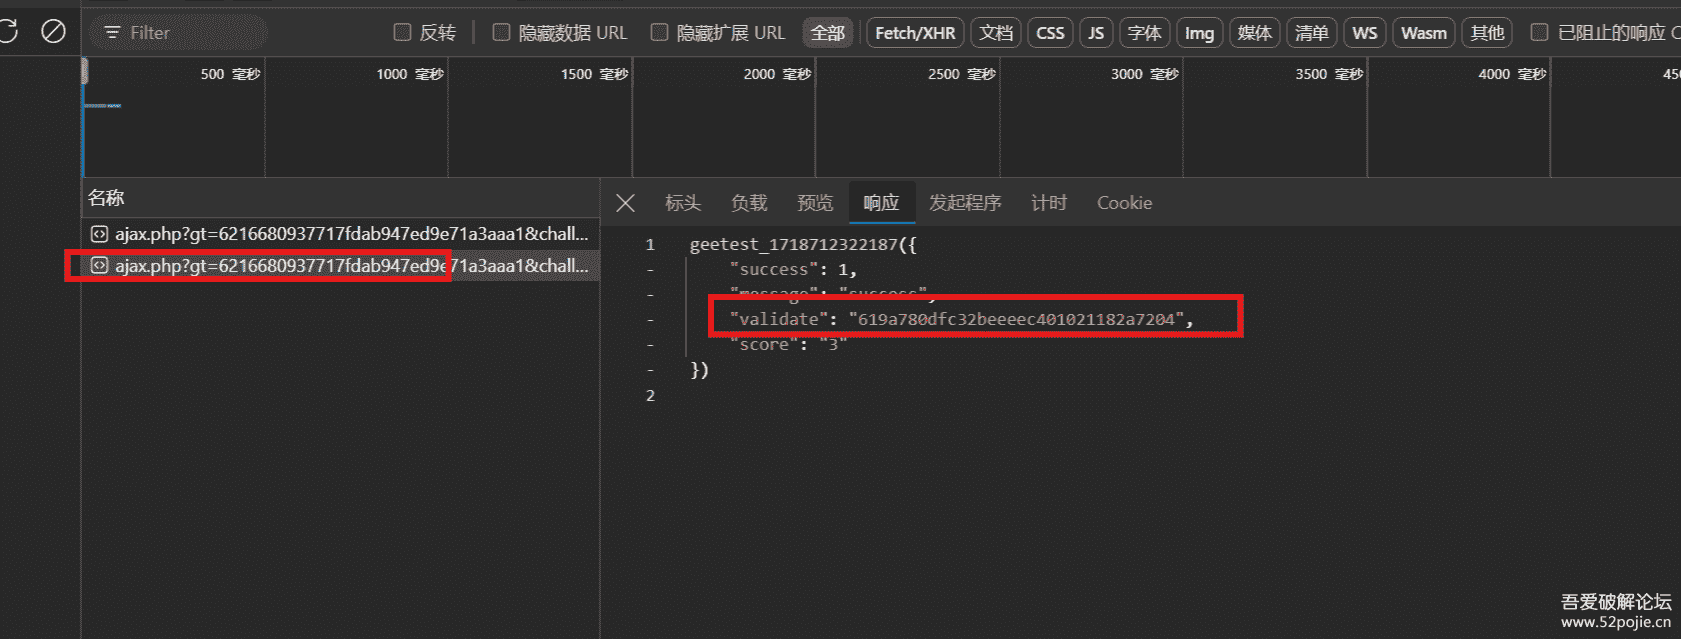 Filter 反转 隐藏数据 URL 隐藏扩展 URL 全部 Fetch/XHR 文档 CSS JS 字体 Img 媒体 清单 WS Wasm 其他 已阻止的响应 C
500 毫秒 1000 毫秒 1500 毫秒 2000 毫秒 2500 毫秒 3000 毫秒 3500 毫秒 4000 毫秒 450
名称
ajax.php?gt=6216680937717fdab947ed9e71a3aaa1&chall...
ajax.php?gt=6216680937717fdab947ed9e71a3aaa1&chall...
标头 负载 预览 响应 发起程序 计时 Cookie
1 geetest_1718712322187({
- "success": 1,
- "message": "success",
- "validate": "619a780dfc32beeeec401021182a7204",
- "score": "3"
- })
2
吾爱破解论坛
www.52pojie.cn